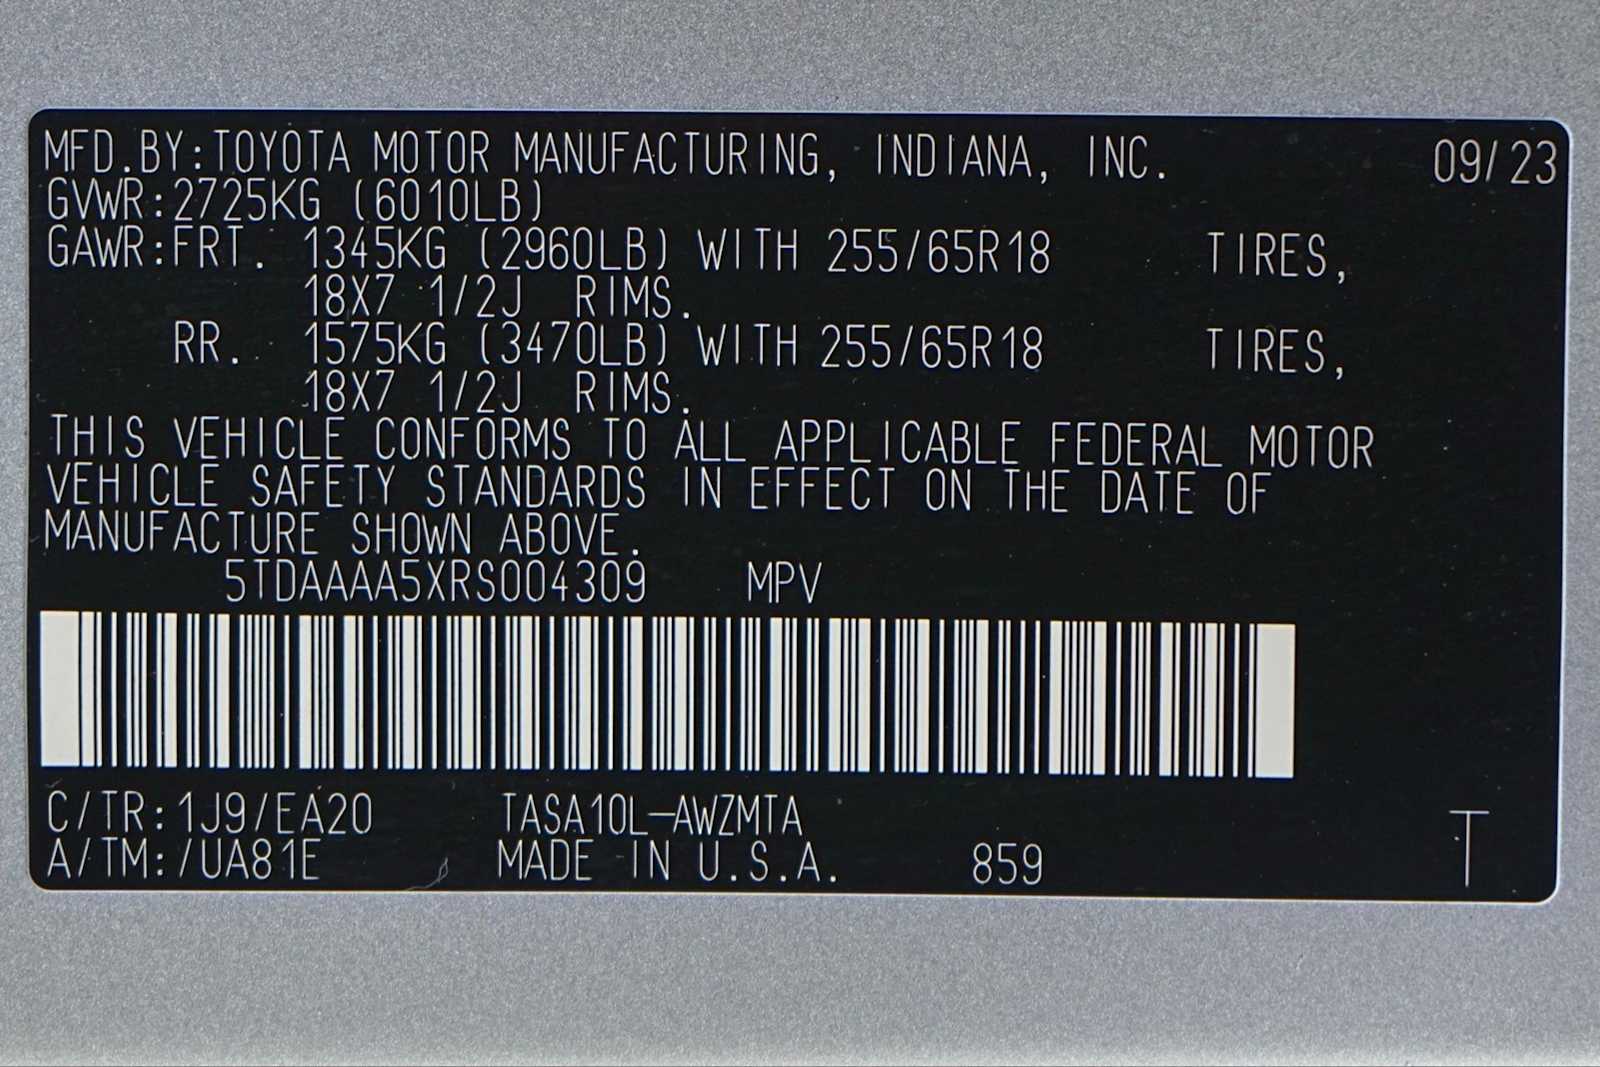 MFD.BY:TOYOTA MOTOR MANUFACTURING, INDIANA, INC. 09/23
GVWR:2725KG (6010LB)
GAWR:FRT. 1345KG (2960LB) WITH 255/65R18 TIRES,
18X7 1/2J RIMS.
RR. 1575KG (3470LB) WITH 255/65R18 TIRES,
18X7 1/2J RIMS.
THIS VEHICLE CONFORMS TO ALL APPLICABLE FEDERAL MOTOR
VEHICLE SAFETY STANDARDS IN EFFECT ON THE DATE OF
MANUFACTURE SHOWN ABOVE.
5TDAAAA5XRS004309 MPV
C/TR:1J9/EA20 TASA10L-AWZMTA
A/TM:/UA81E MADE IN U.S.A. 859 T